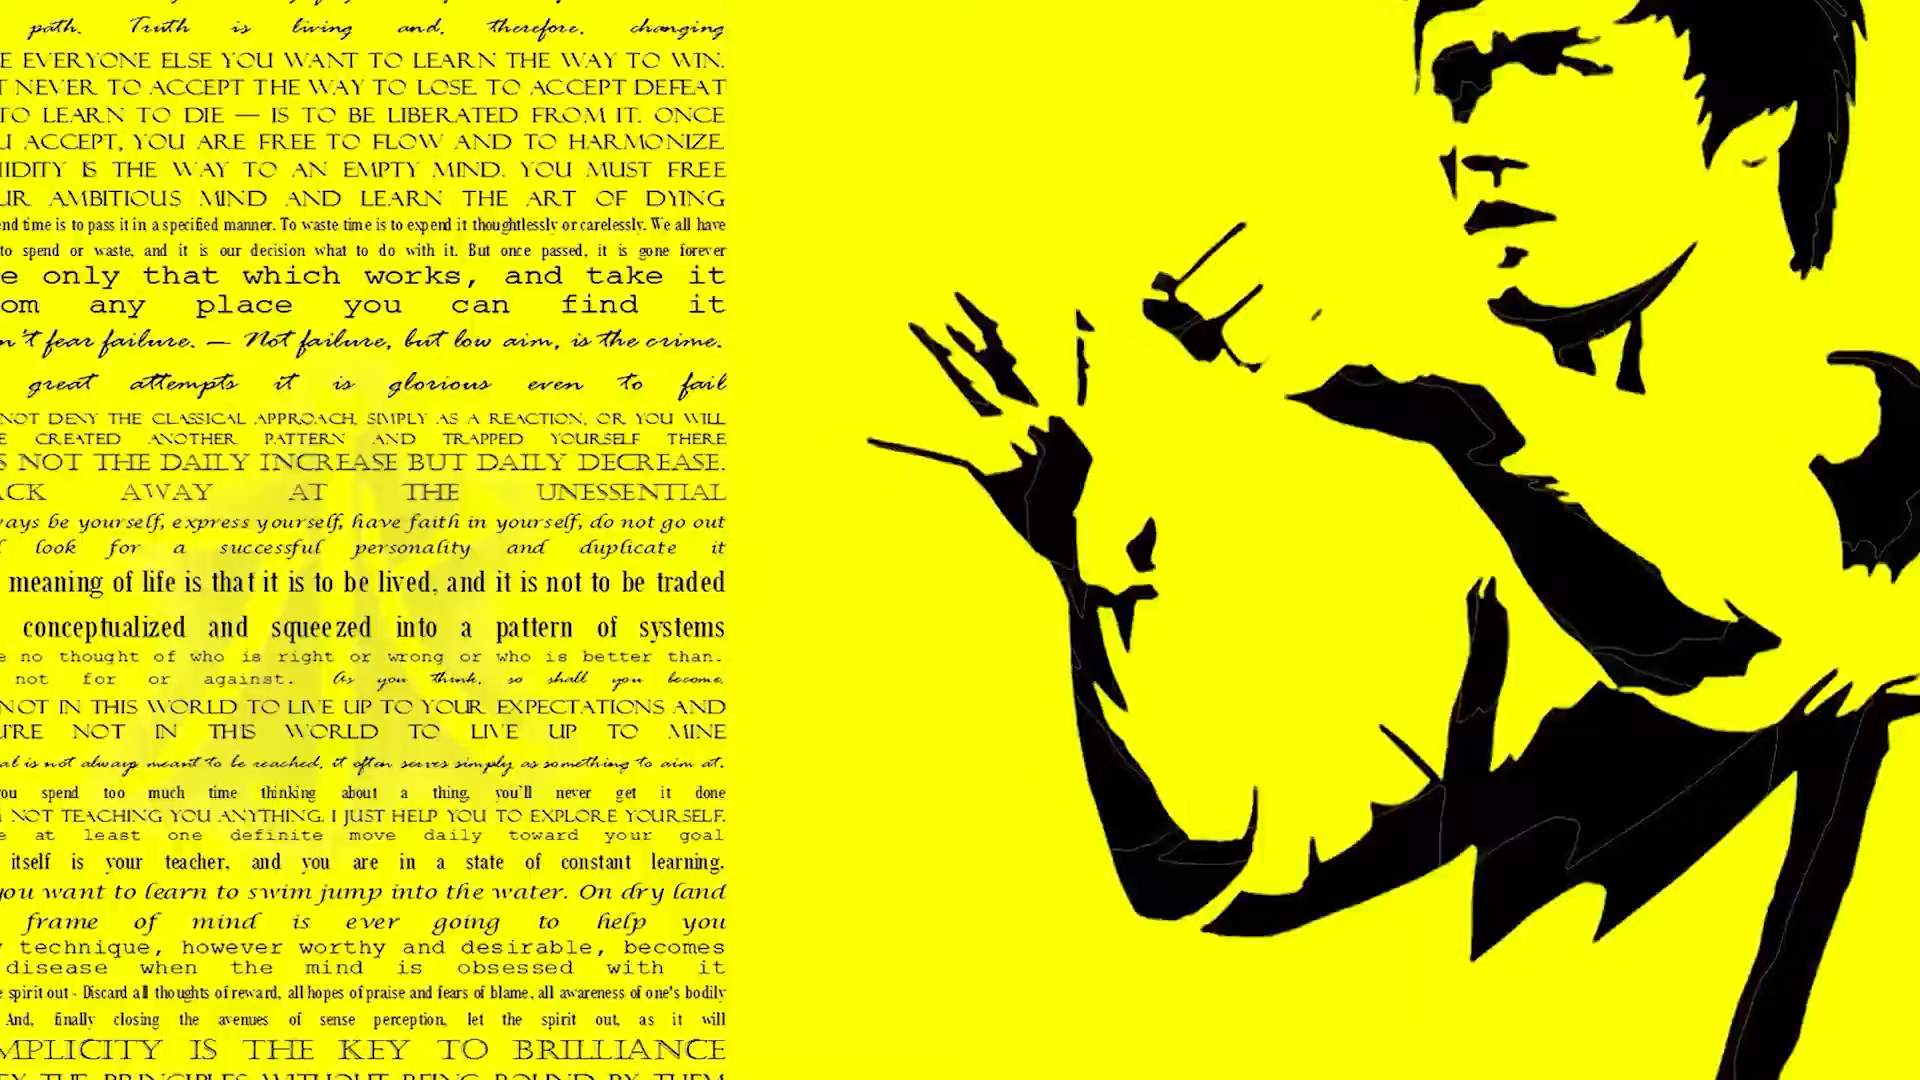 path. Truth is living and, therefore, changing
E EVERYONE ELSE YOU WANT TO LEARN THE WAY TO WIN.
T NEVER TO ACCEPT THE WAY TO LOSE. TO ACCEPT DEFEAT
TO LEARN TO DIE — IS TO BE LIBERATED FROM IT. ONCE
U ACCEPT, YOU ARE FREE TO FLOW AND TO HARMONIZE.
IDITY IS THE WAY TO AN EMPTY MIND. YOU MUST FREE
UR AMBITIOUS MIND AND LEARN THE ART OF DYING
end time is to pass it in a specified manner. To waste time is to expend it thoughtlessly or carelessly. We all have
to spend or waste, and it is our decision what to do with it. But once passed, it is gone forever
e only that which works, and take it
om any place you can find it
n't fear failure. — Not failure, but low aim, is the crime.
great attempts it is glorious even to fail
NOT DENY THE CLASSICAL APPROACH, SIMPLY AS A REACTION, OR YOU WILL
E CREATED ANOTHER PATTERN AND TRAPPED YOURSELF THERE
S NOT THE DAILY INCREASE BUT DAILY DECREASE.
ACK AWAY AT THE UNESSENTIAL
ways be yourself, express yourself, have faith in yourself, do not go out
look for a successful personality and duplicate it
meaning of life is that it is to be lived, and it is not to be traded
conceptualized and squeezed into a pattern of systems
e no thought of who is right or wrong or who is better than.
not for or against. As you think, so shall you become.
NOT IN THIS WORLD TO LIVE UP TO YOUR EXPECTATIONS AND
U'RE NOT IN THIS WORLD TO LIVE UP TO MINE
al is not always meant to be reached, it often serves simply as something to aim at.
ou spend too much time thinking about a thing, you'll never get it done
NOT TEACHING YOU ANYTHING. I JUST HELP YOU TO EXPLORE YOURSELF.
e at least one definite move daily toward your goal
itself is your teacher, and you are in a state of constant learning.
you want to learn to swim jump into the water. On dry land
frame of mind is ever going to help you
y technique, however worthy and desirable, becomes
disease when the mind is obsessed with it
e spirit out - Discard all thoughts of reward, all hopes of praise and fears of blame, all awareness of one's bodily
And, finally closing the avenues of sense perception, let the spirit out, as it will
MPLICITY IS THE KEY TO BRILLIANCE
EY THE PRINCIPLES WITHOUT BEING BOUND BY THEM